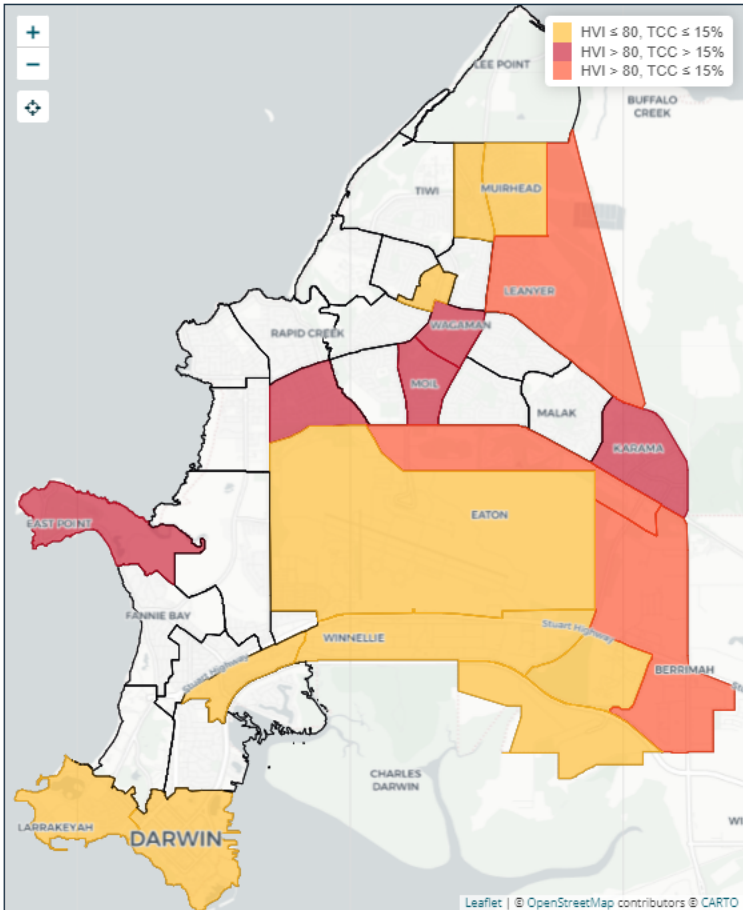 +
−
HVI ≤ 80, TCC ≤ 15%
HVI > 80, TCC > 15%
HVI > 80, TCC ≤ 15%
LEE POINT
BUFFALO
CREEK
TIWI
MUIRHEAD
LEANYER
RAPID CREEK
WAGAMAN
MOIL
MALAK
KARAMA
EAST POINT
EATON
FANNIE BAY
WINNELLIE
Stuart Highway
Stuart Highway
BERRIMAH
CHARLES
DARWIN
LARRAKEYAH
DARWIN
Leaflet | © OpenStreetMap contributors © CARTO